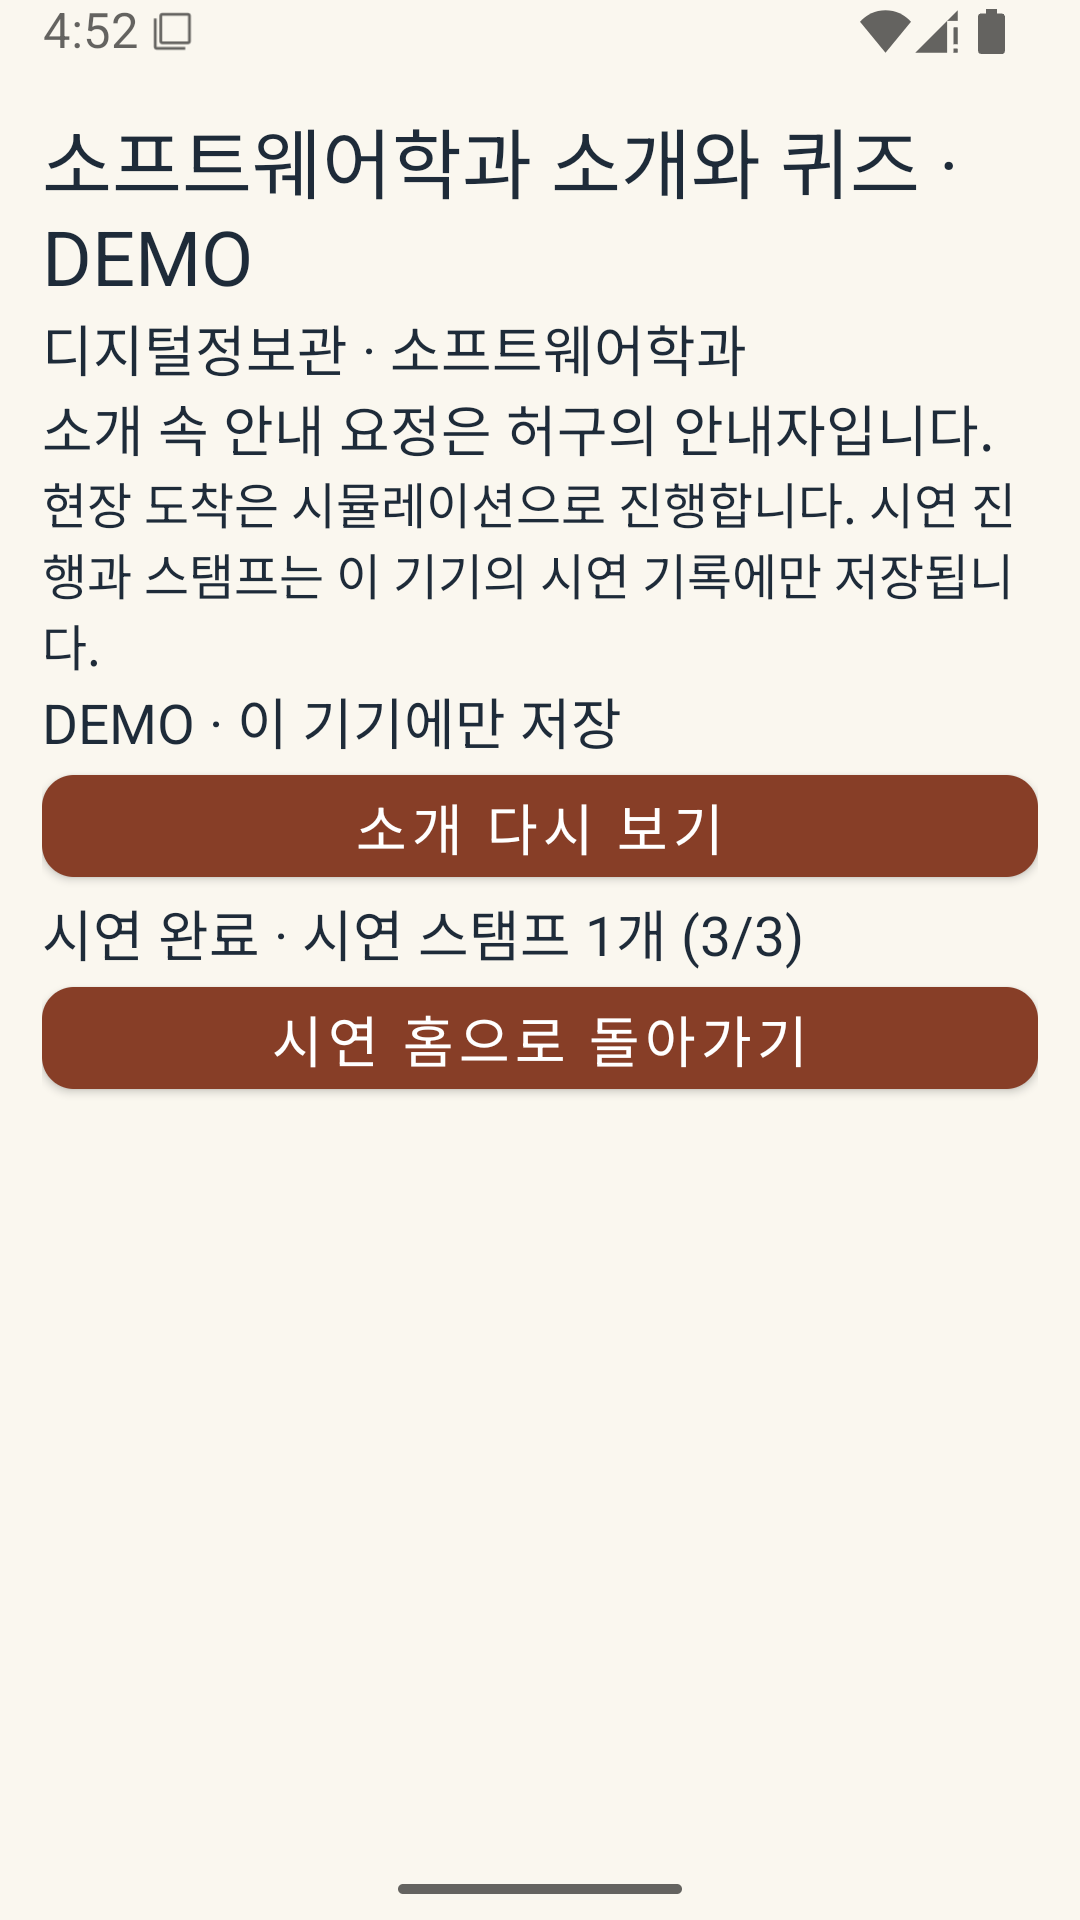 4:52
소프트웨어학과 소개와 퀴즈 ·
DEMO
디지털정보관 · 소프트웨어학과
소개 속 안내 요정은 허구의 안내자입니다.
현장 도착은 시뮬레이션으로 진행합니다. 시연 진
행과 스탬프는 이 기기의 시연 기록에만 저장됩니
다.
DEMO · 이 기기에만 저장
소개 다시 보기
시연 완료 · 시연 스탬프 1개 (3/3)
시연 홈으로 돌아가기